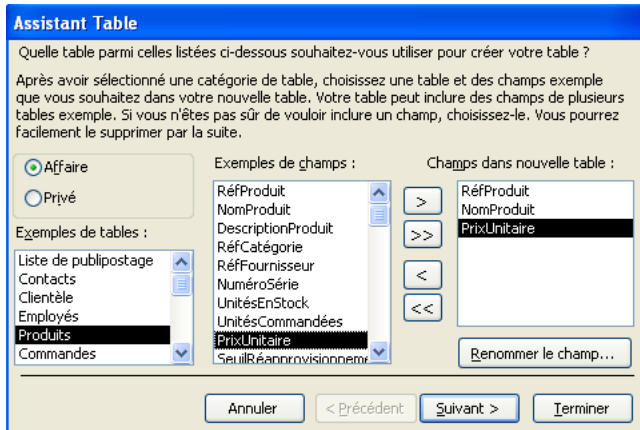 Assistant Table
Quelle table parmi celles listées ci-dessous souhaitez-vous utiliser pour créer votre table ?
Après avoir sélectionné une catégorie de table, choisissez une table et des champs exemple
que vous souhaitez dans votre nouvelle table. Votre table peut inclure des champs de plusieurs
tables exemple. Si vous n'êtes pas sûr de vouloir inclure un champ, choisissez-le. Vous pourrez
facilement le supprimer par la suite.
Affaire
Privé
Exemples de tables :
Liste de publipostage
Contacts
Clientèle
Employés
Produits
Commandes
Exemples de champs :
RéfProduit
NomProduit
DescriptionProduit
RéfCatégorie
RéfFournisseur
NuméroSérie
UnitésEnStock
UnitésCommandées
PrixUnitaire
SeuilRéapprovisionneme
>
>>
<
<<
Champs dans nouvelle table :
RéfProduit
NomProduit
PrixUnitaire
Renommer le champ...
Annuler
< Précédent
Suivant >
Terminer